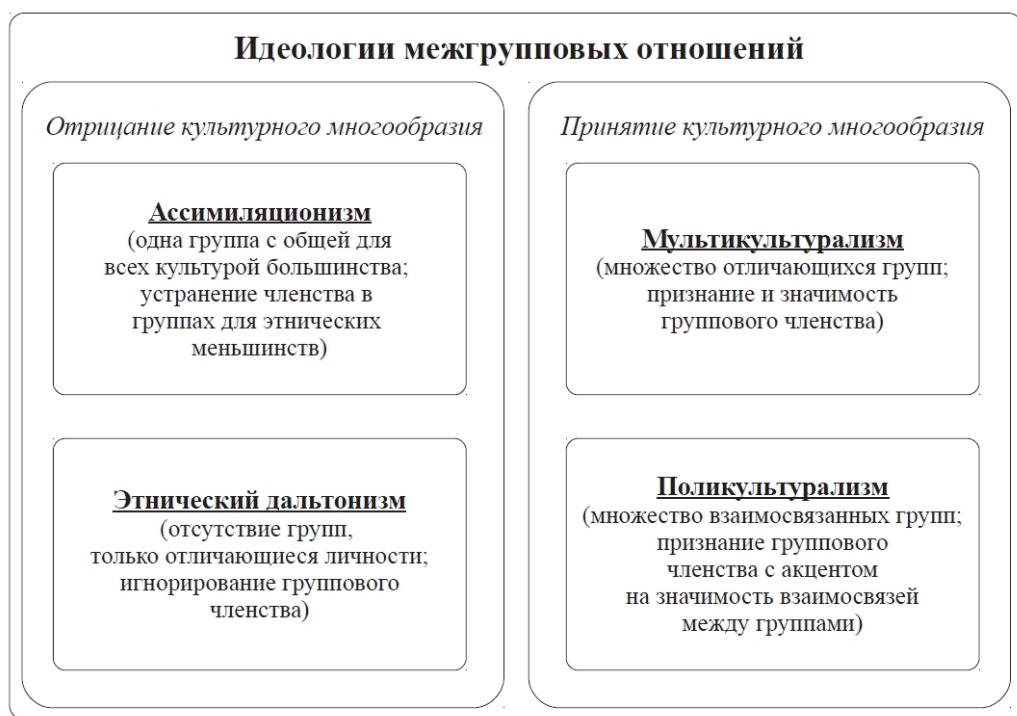 Идеологии межгрупповых отношений
Отрицание культурного многообразия
Ассимиляционизм
(одна группа с общей для
всех культурой большинства;
устранение членства в
группах для этнических
меньшинств)
Этнический дальтонизм
(отсутствие групп,
только отличающиеся личности;
игнорирование группового
членства)
Принятие культурного многообразия
Мультикультурализм
(множество отличающихся групп;
признание и значимость
группового членства)
Поликультурализм
(множество взаимосвязанных групп;
признание группового
членства с акцентом
на значимость взаимосвязей
между группами)